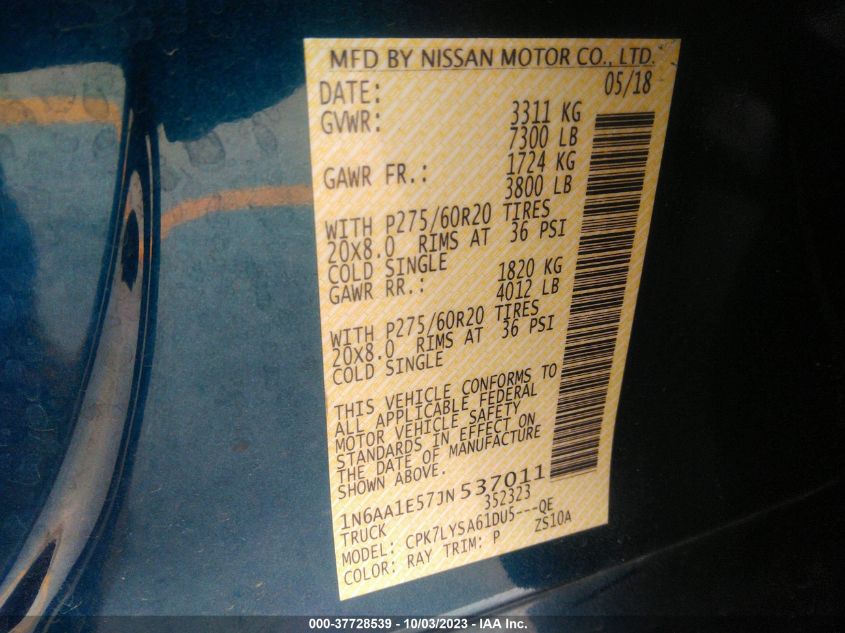 MFD BY NISSAN MOTOR CO., LTD.
DATE: 05/18
GVWR: 3311 KG
7300 LB
GAWR FR.: 1724 KG
3800 LB
WITH P275/60R20 TIRES
20X8.0 RIMS AT 36 PSI
COLD SINGLE
GAWR RR.: 1820 KG
4012 LB
WITH P275/60R20 TIRES
20X8.0 RIMS AT 36 PSI
COLD SINGLE
THIS VEHICLE CONFORMS TO
ALL APPLICABLE FEDERAL
MOTOR VEHICLE SAFETY
STANDARDS IN EFFECT ON
THE DATE OF MANUFACTURE
SHOWN ABOVE.
1N6AA1E57JN537011
TRUCK 352323
MODEL: CPK7LYSA61DU5---QE
COLOR: RAY TRIM: P ZS10A
000-37728539 - 10/03/2023 - IAA Inc.